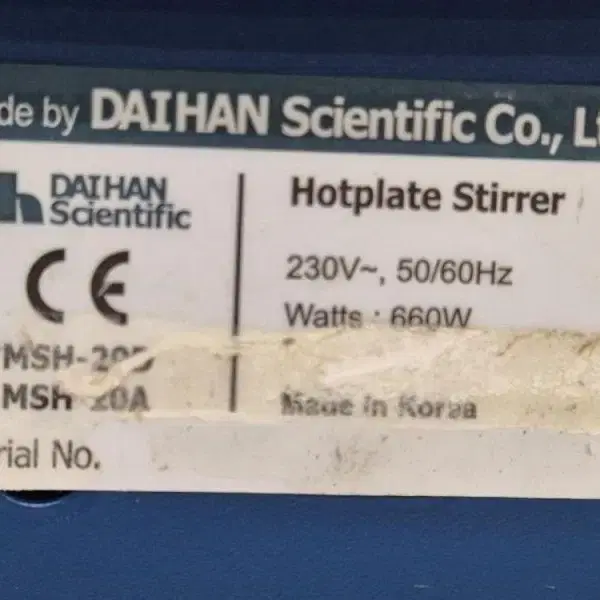 de by DAIHAN Scientific Co., Lt
DAIHAN
Scientific
CE
MSH-20D
MSh 20A
rial No.
Hotplate Stirrer
230V~, 50/60Hz
Watts : 660W
Made in Korea